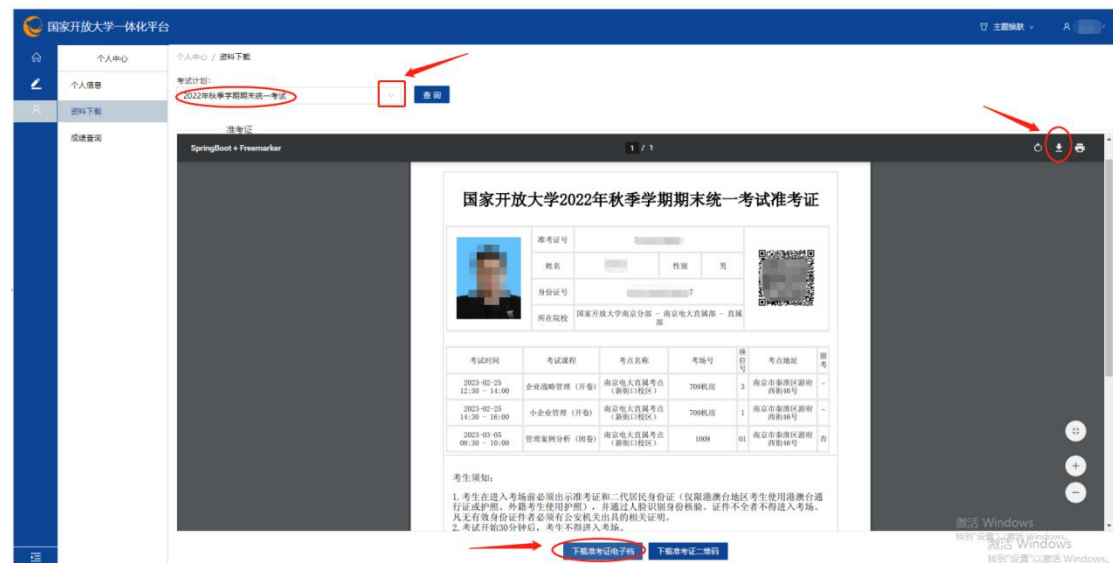 国家开放大学一体化平台
主题换肤
个人中心
个人信息
资料下载
成绩查询
个人中心 / 资料下载
考试计划：
2022年秋季学期期末统一考试
查 询
准考证
SpringBoot + Freemarker
1 / 1
国家开放大学2022年秋季学期期末统一考试准考证
准考证号
姓名 性别 男
身份证号 7
所在院校 国家开放大学南京分部 - 南京电大直属部 - 直属部
考试时间 考试课程 考点名称 考场号 座位号 考点地址 留考
2023-02-25 12:30 - 14:00 企业战略管理（开卷） 南京电大直属考点（新街口校区） 709机房 3 南京市秦淮区游府西街46号 -
2023-02-25 14:30 - 16:00 小企业管理（开卷） 南京电大直属考点（新街口校区） 709机房 1 南京市秦淮区游府西街46号 -
2023-03-05 08:30 - 10:00 管理案例分析（闭卷） 南京电大直属考点（新街口校区） 1009 01 南京市秦淮区游府西街46号 否
考生须知：
1. 考生在进入考场前必须出示准考证和二代居民身份证（仅限港澳台地区考生使用港澳台通
行证或护照、外籍考生使用护照），并通过人脸识别身份核验。证件不全者不得进入考场。
凡无有效身份证件者必须有公安机关出具的相关证明。
2. 考试开始30分钟后，考生不得进入考场。
下载准考证电子档 下载准考证二维码
激活 Windows
转到"设置"以激活 Windows。
激活 Windows
转到"设置"以激活 Windows。